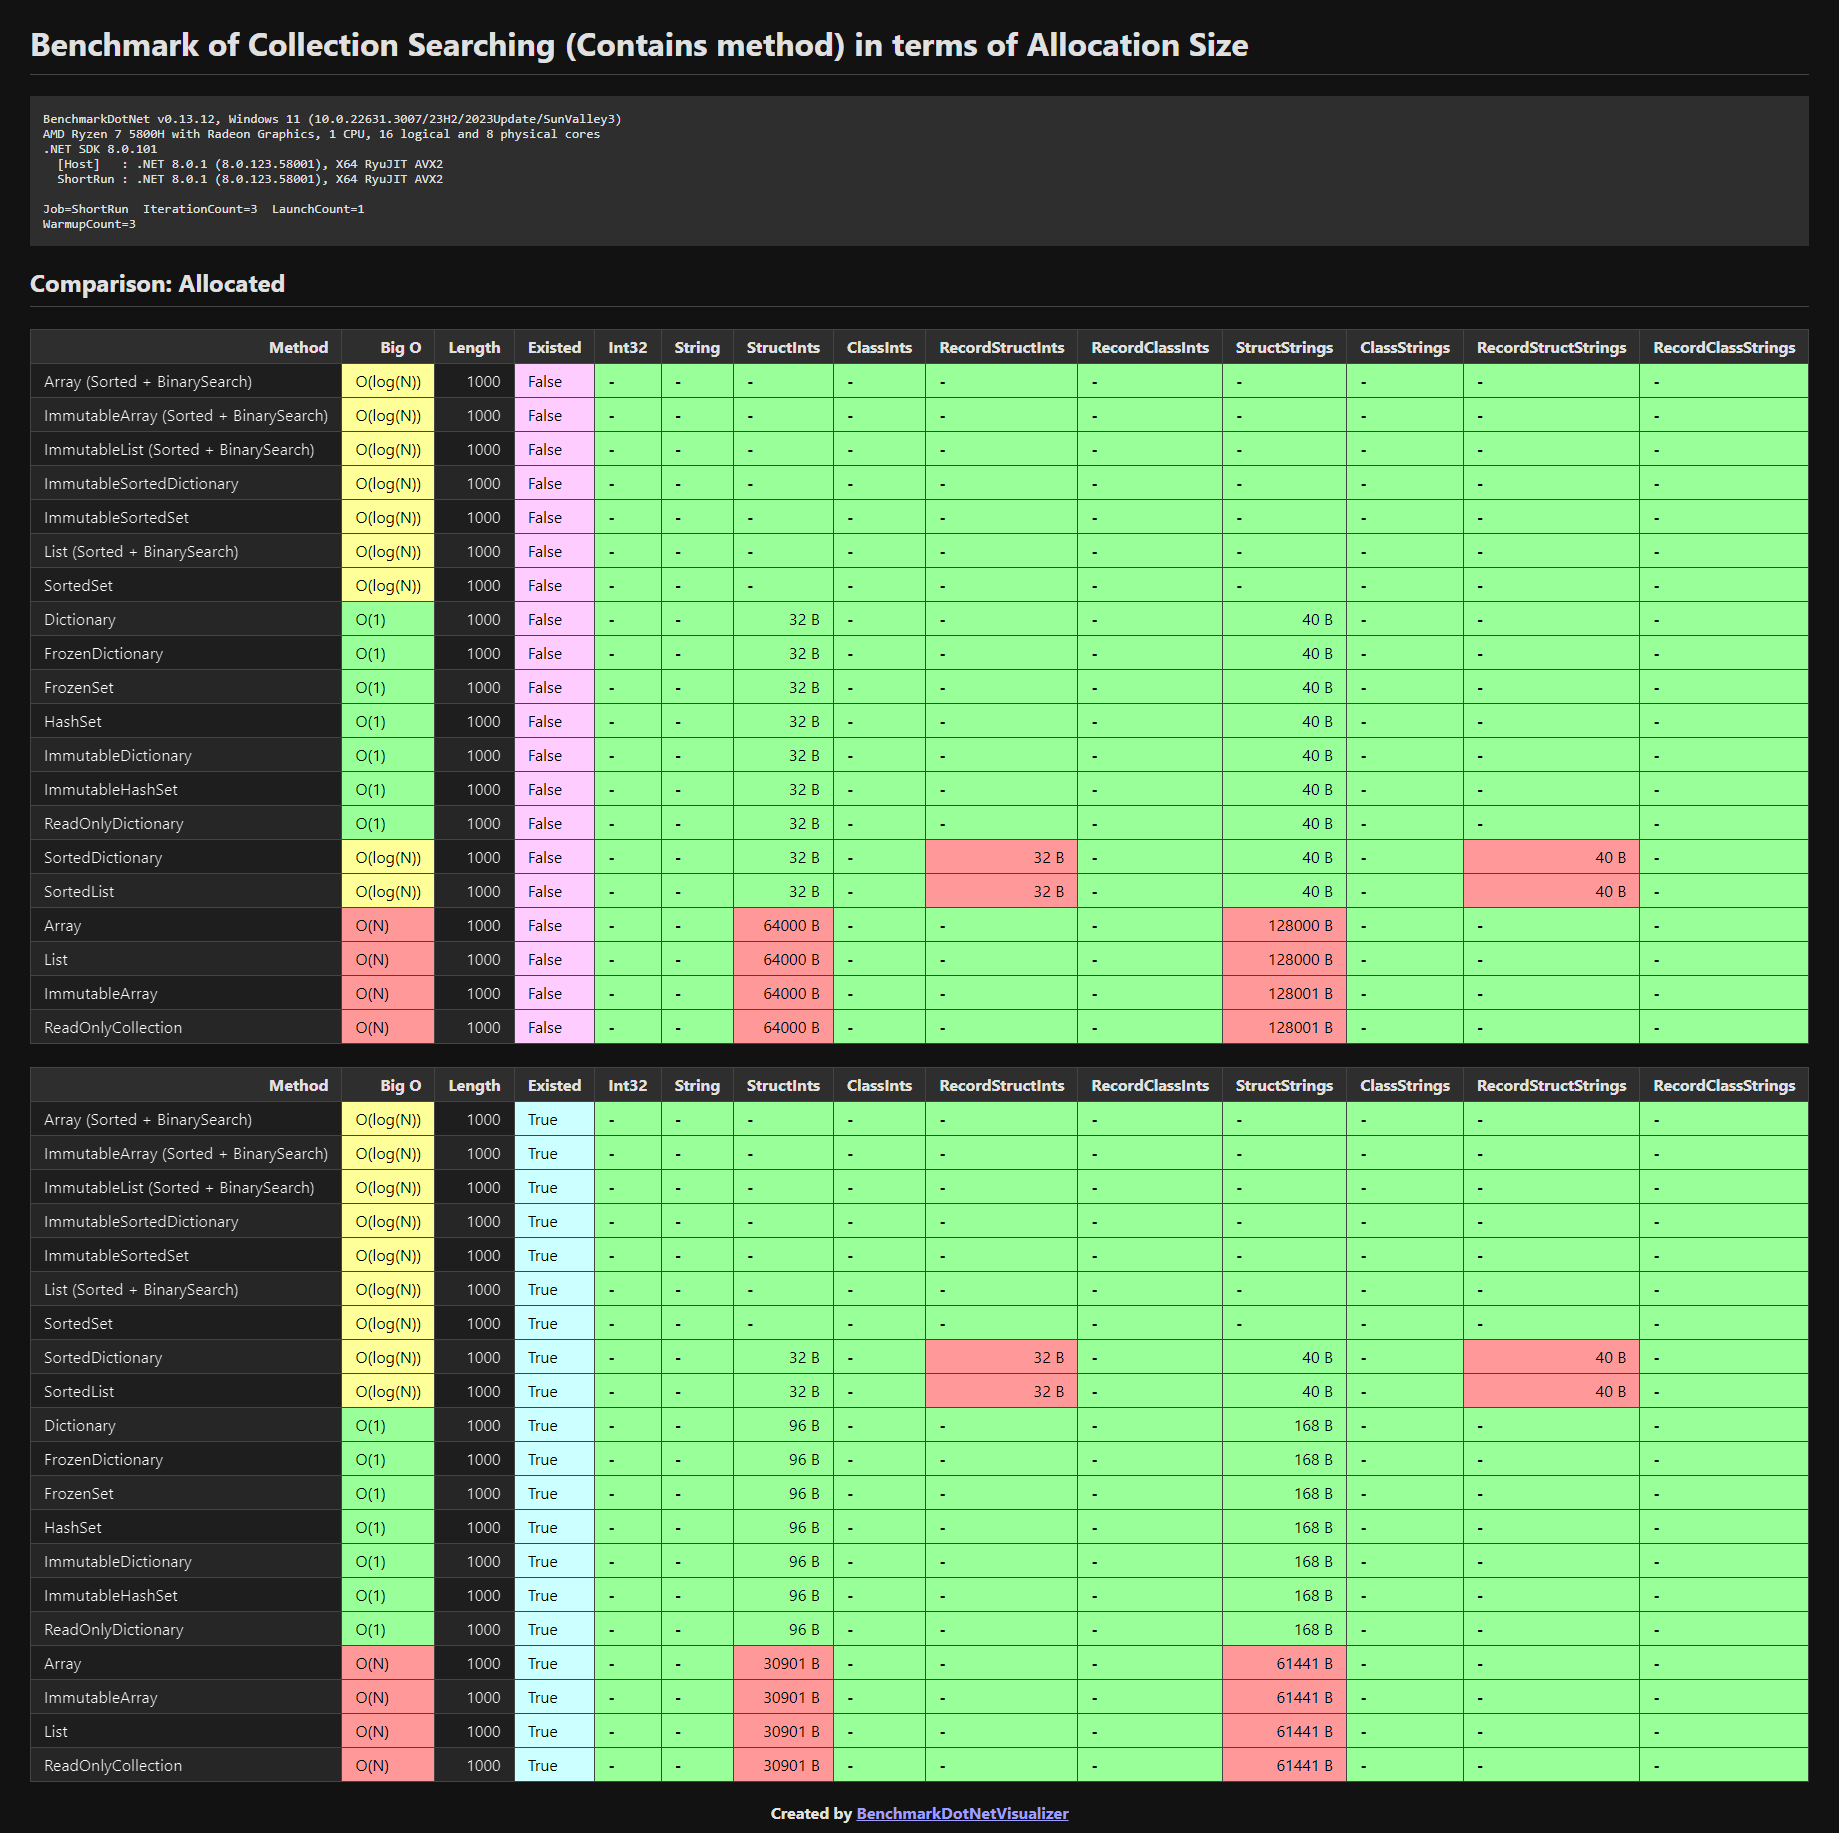 Benchmark of Collection Searching (Contains method) in terms of Allocation Size
BenchmarkDotNet v0.13.12, Windows 11 (10.0.22631.3007/23H2/2023Update/SunValley3)
AMD Ryzen 7 5800H with Radeon Graphics, 1 CPU, 16 logical and 8 physical cores
.NET SDK 8.0.101
[Host] : .NET 8.0.1 (8.0.123.58001), X64 RyuJIT AVX2
ShortRun : .NET 8.0.1 (8.0.123.58001), X64 RyuJIT AVX2
Job=ShortRun IterationCount=3 LaunchCount=1
WarmupCount=3
Comparison: Allocated
Method Big O Length Existed Int32 String StructInts ClassInts RecordStructInts RecordClassInts StructStrings ClassStrings RecordStructStrings RecordClassStrings
Array (Sorted + BinarySearch) O(log(N)) 1000 False - - - - - - - - - -
ImmutableArray (Sorted + BinarySearch) O(log(N)) 1000 False - - - - - - - - - -
ImmutableList (Sorted + BinarySearch) O(log(N)) 1000 False - - - - - - - - - -
ImmutableSortedDictionary O(log(N)) 1000 False - - - - - - - - - -
ImmutableSortedSet O(log(N)) 1000 False - - - - - - - - - -
List (Sorted + BinarySearch) O(log(N)) 1000 False - - - - - - - - - -
SortedSet O(log(N)) 1000 False - - - - - - - - - -
Dictionary O(1) 1000 False - - 32 B - - - 40 B - - -
FrozenDictionary O(1) 1000 False - - 32 B - - - 40 B - - -
FrozenSet O(1) 1000 False - - 32 B - - - 40 B - - -
HashSet O(1) 1000 False - - 32 B - - - 40 B - - -
ImmutableDictionary O(1) 1000 False - - 32 B - - - 40 B - - -
ImmutableHashSet O(1) 1000 False - - 32 B - - - 40 B - - -
ReadOnlyDictionary O(1) 1000 False - - 32 B - - - 40 B - - -
SortedDictionary O(log(N)) 1000 False - - 32 B - 32 B - 40 B - 40 B -
SortedList O(log(N)) 1000 False - - 32 B - 32 B - 40 B - 40 B -
Array O(N) 1000 False - - 64000 B - - - 128000 B - - -
List O(N) 1000 False - - 64000 B - - - 128000 B - - -
ImmutableArray O(N) 1000 False - - 64000 B - - - 128001 B - - -
ReadOnlyCollection O(N) 1000 False - - 64000 B - - - 128001 B - - -
Method Big O Length Existed Int32 String StructInts ClassInts RecordStructInts RecordClassInts StructStrings ClassStrings RecordStructStrings RecordClassStrings
Array (Sorted + BinarySearch) O(log(N)) 1000 True - - - - - - - - - -
ImmutableArray (Sorted + BinarySearch) O(log(N)) 1000 True - - - - - - - - - -
ImmutableList (Sorted + BinarySearch) O(log(N)) 1000 True - - - - - - - - - -
ImmutableSortedDictionary O(log(N)) 1000 True - - - - - - - - - -
ImmutableSortedSet O(log(N)) 1000 True - - - - - - - - - -
List (Sorted + BinarySearch) O(log(N)) 1000 True - - - - - - - - - -
SortedSet O(log(N)) 1000 True - - - - - - - - - -
SortedDictionary O(log(N)) 1000 True - - 32 B - 32 B - 40 B - 40 B -
SortedList O(log(N)) 1000 True - - 32 B - 32 B - 40 B - 40 B -
Dictionary O(1) 1000 True - - 96 B - - - 168 B - - -
FrozenDictionary O(1) 1000 True - - 96 B - - - 168 B - - -
FrozenSet O(1) 1000 True - - 96 B - - - 168 B - - -
HashSet O(1) 1000 True - - 96 B - - - 168 B - - -
ImmutableDictionary O(1) 1000 True - - 96 B - - - 168 B - - -
ImmutableHashSet O(1) 1000 True - - 96 B - - - 168 B - - -
ReadOnlyDictionary O(1) 1000 True - - 96 B - - - 168 B - - -
Array O(N) 1000 True - - 30901 B - - - 61441 B - - -
ImmutableArray O(N) 1000 True - - 30901 B - - - 61441 B - - -
List O(N) 1000 True - - 30901 B - - - 61441 B - - -
ReadOnlyCollection O(N) 1000 True - - 30901 B - - - 61441 B - - -
Created by BenchmarkDotNetVisualizer